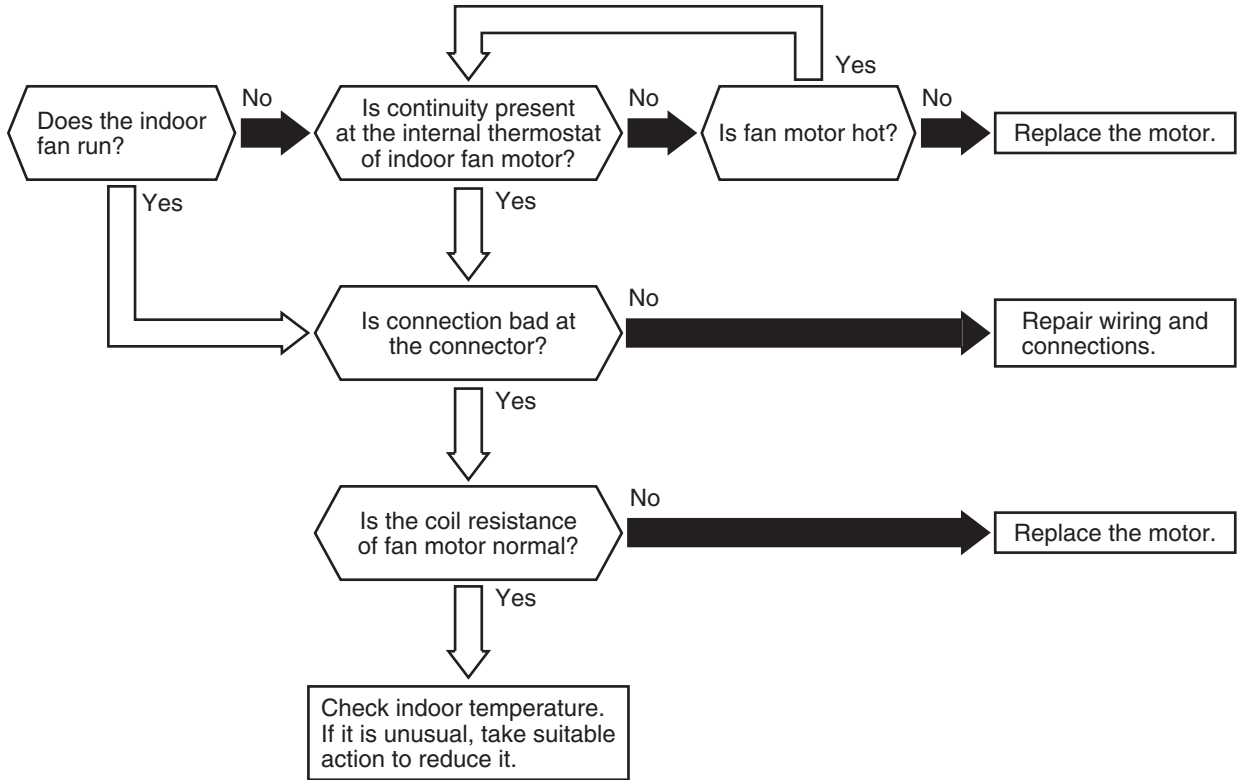 Yes
Does the indoor
fan run?
No
Is continuity present
at the internal thermostat
of indoor fan motor?
No
Is fan motor hot?
No
Replace the motor.
Yes
Yes
Is connection bad at
the connector?
No
Repair wiring and
connections.
Yes
Is the coil resistance
of fan motor normal?
No
Replace the motor.
Yes
Check indoor temperature.
If it is unusual, take suitable
action to reduce it.